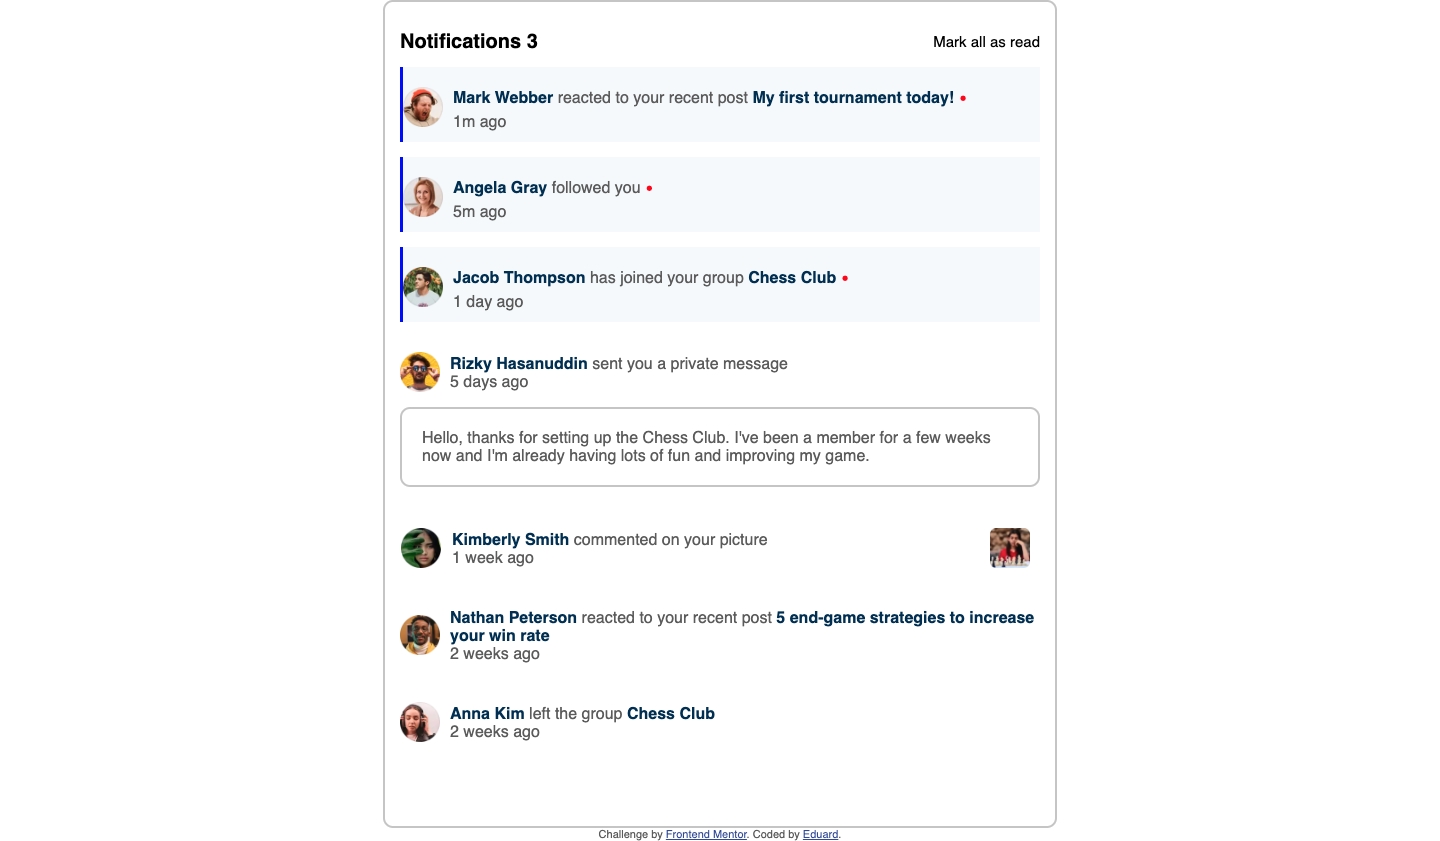 Notifications 3
Mark all as read
Mark Webber reacted to your recent post My first tournament today!
1m ago
Angela Gray followed you
5m ago
Jacob Thompson has joined your group Chess Club
1 day ago
Rizky Hasanuddin sent you a private message
5 days ago
Hello, thanks for setting up the Chess Club. I've been a member for a few weeks
now and I'm already having lots of fun and improving my game.
Kimberly Smith commented on your picture
1 week ago
Nathan Peterson reacted to your recent post 5 end-game strategies to increase
your win rate
2 weeks ago
Anna Kim left the group Chess Club
2 weeks ago
Challenge by Frontend Mentor. Coded by Eduard.